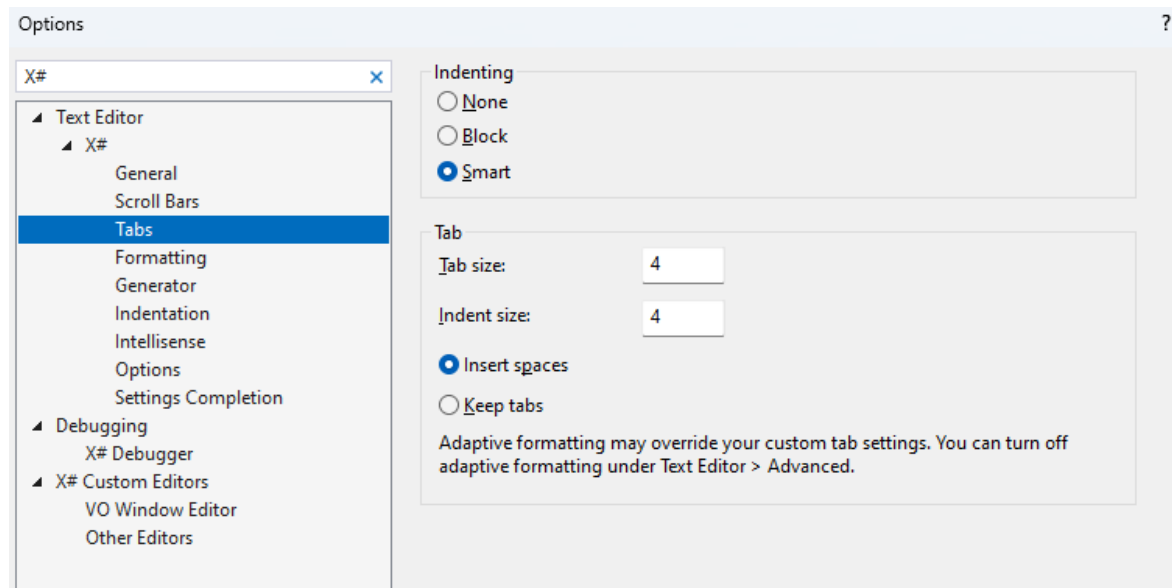 Options
?
X#
Text Editor
X#
General
Scroll Bars
Tabs
Formatting
Generator
Indentation
Intellisense
Options
Settings Completion
Debugging
X# Debugger
X# Custom Editors
VO Window Editor
Other Editors
Indenting
None
Block
Smart
Tab
Tab size:
4
Indent size:
4
Insert spaces
Keep tabs
Adaptive formatting may override your custom tab settings. You can turn off
adaptive formatting under Text Editor > Advanced.